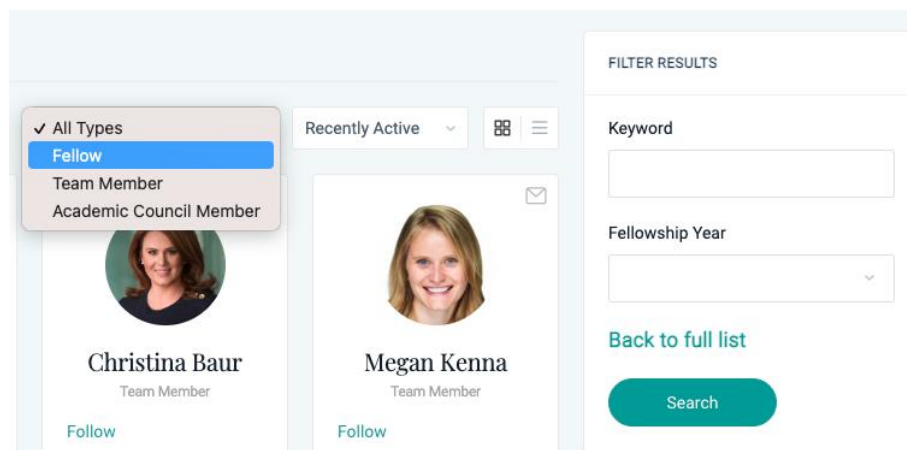 FILTER RESULTS
✓ All Types
Fellow
Team Member
Academic Council Member
Recently Active
Keyword
Fellowship Year
Christina Baur
Team Member
Follow
Megan Kenna
Team Member
Follow
Back to full list
Search